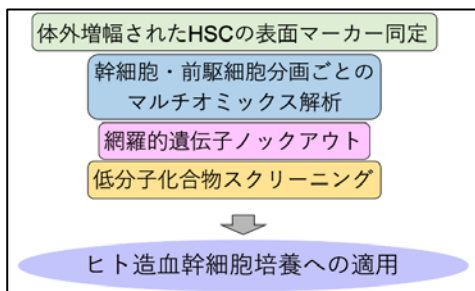 体外増幅されたHSCの表面マーカー同定
幹細胞・前駆細胞分画ごとの
マルチオミックス解析
網羅的遺伝子ノックアウト
低分子化合物スクリーニング
ヒト造血幹細胞培養への適用